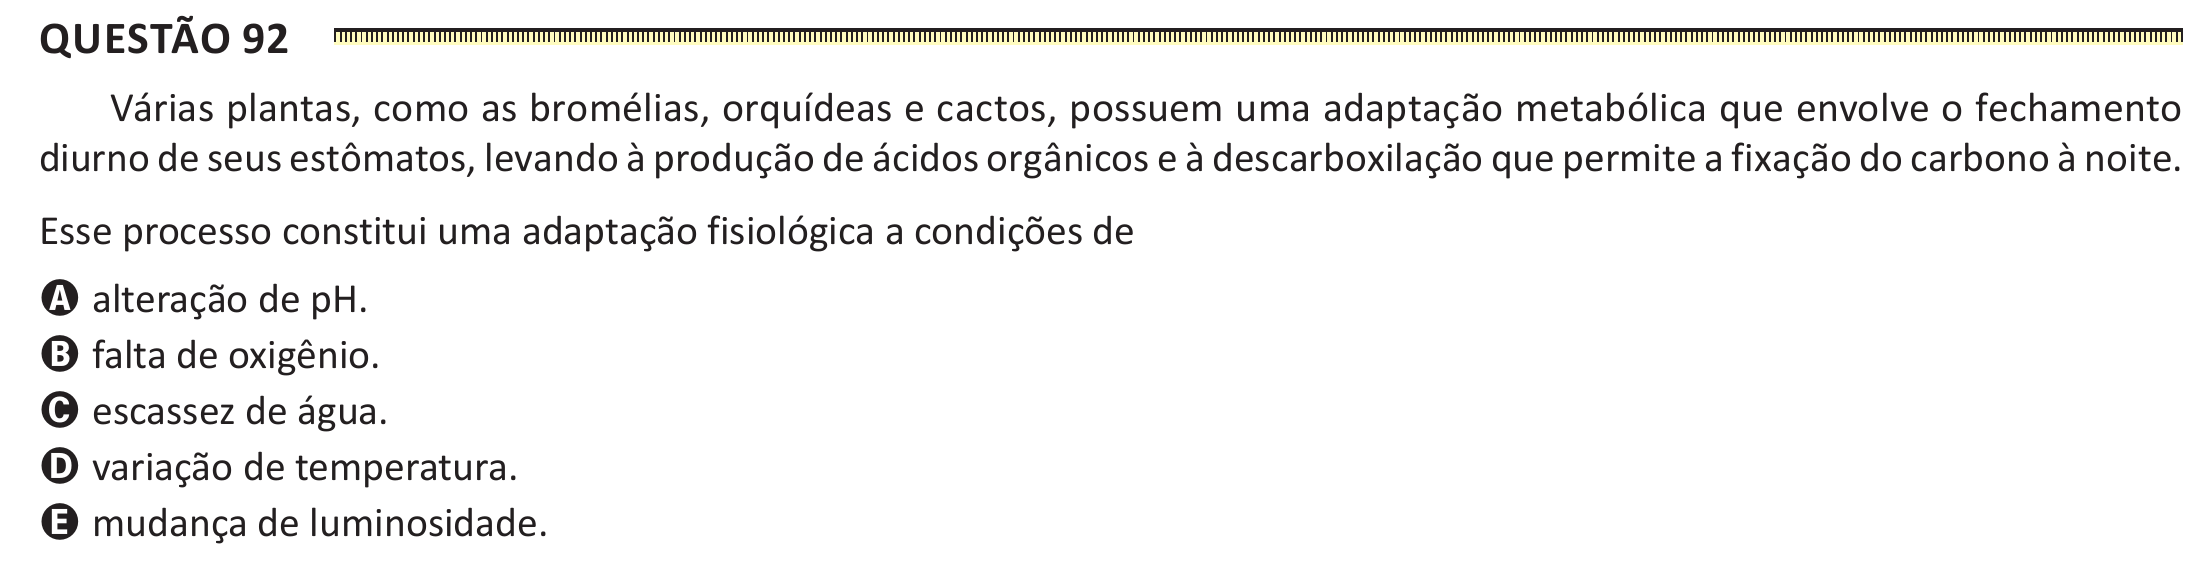 QUESTÃO 92
Várias plantas, como as bromélias, orquídeas e cactos, possuem uma adaptação metabólica que envolve o fechamento
diurno de seus estômatos, levando à produção de ácidos orgânicos e à descarboxilação que permite a fixação do carbono à noite.
Esse processo constitui uma adaptação fisiológica a condições de
A alteração de pH.
B falta de oxigênio.
C escassez de água.
D variação de temperatura.
E mudança de luminosidade.